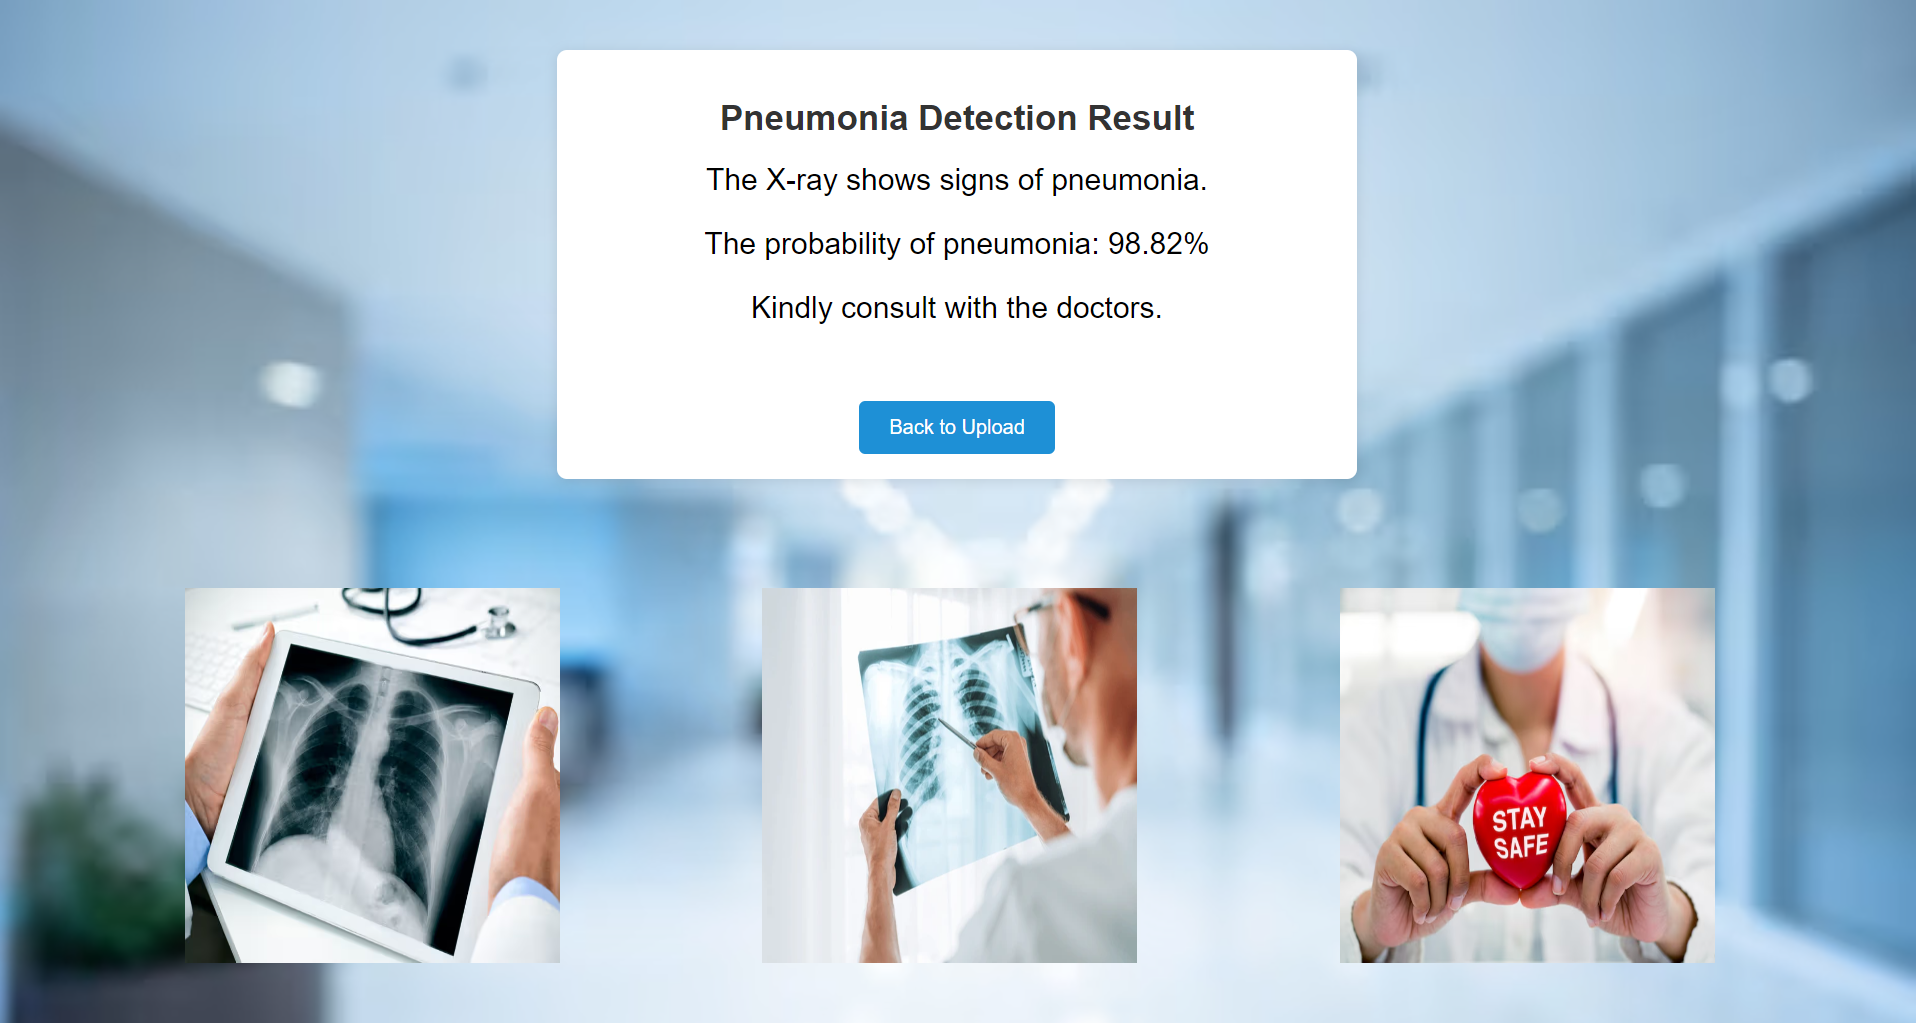 Pneumonia Detection Result
The X-ray shows signs of pneumonia.
The probability of pneumonia: 98.82%
Kindly consult with the doctors.
Back to Upload
STAY
SAFE